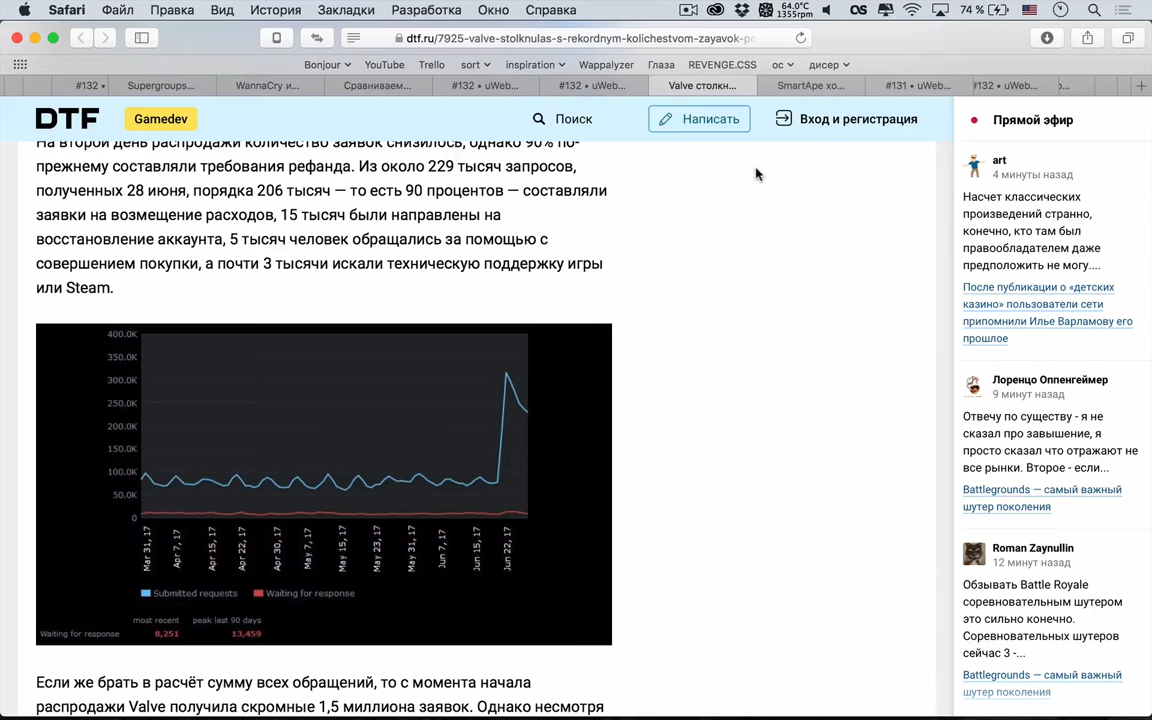 Safari Файл Правка Вид История Закладки Разработка Окно Справка 64.0°C 1355rpm 74 %
dtf.ru/7925-valve-stolknulas-s-rekordnym-kolichestvom-zayavok-po-
Bonjour YouTube Trello sort inspiration Wappalyzer Глаза REVENGE.CSS ос дисер
#132 • Supergroups... WannaCry и... Сравниваем... #132 • uWeb... #132 • uWeb... Valve столкн... SmartApe хо... #131 • uWeb... #132 • uWeb...
DTF Gamedev Поиск Написать Вход и регистрация
На второй день распродажи количество заявок снизилось, однако 90% по-
прежнему составляли требования рефанда. Из около 229 тысяч запросов,
полученных 28 июня, порядка 206 тысяч — то есть 90 процентов — составляли
заявки на возмещение расходов, 15 тысяч были направлены на
восстановление аккаунта, 5 тысяч человек обращались за помощью с
совершением покупки, а почти 3 тысячи искали техническую поддержку игры
или Steam.
400.0K
350.0K
300.0K
250.0K
200.0K
150.0K
100.0K
50.0K
0
Mar 31, 17 Apr 7, 17 Apr 15, 17 Apr 22, 17 Apr 30, 17 May 7, 17 May 15, 17 May 23, 17 May 31, 17 Jun 7, 17 Jun 15, 17 Jun 22, 17
Submitted requests Waiting for response
most recent peak last 90 days
Waiting for response 8,251 13,459
Если же брать в расчёт сумму всех обращений, то с момента начала
распродажи Valve получила скромные 1,5 миллиона заявок. Однако несмотря
Прямой эфир
art
4 минуты назад
Насчет классических
произведений странно,
конечно, кто там был
правообладателем даже
предположить не могу....
После публикации о «детских
казино» пользователи сети
припомнили Илье Варламову его
прошлое
Лоренцо Оппенгеймер
9 минут назад
Отвечу по существу - я не
сказал про завышение, я
просто сказал что отражают не
все рынки. Второе - если...
Battlegrounds — самый важный
шутер поколения
Roman Zaynullin
12 минут назад
Обзывать Battle Royale
соревновательным шутером
это сильно конечно.
Соревновательных шутеров
сейчас 3 -...
Battlegrounds — самый важный
шутер поколения